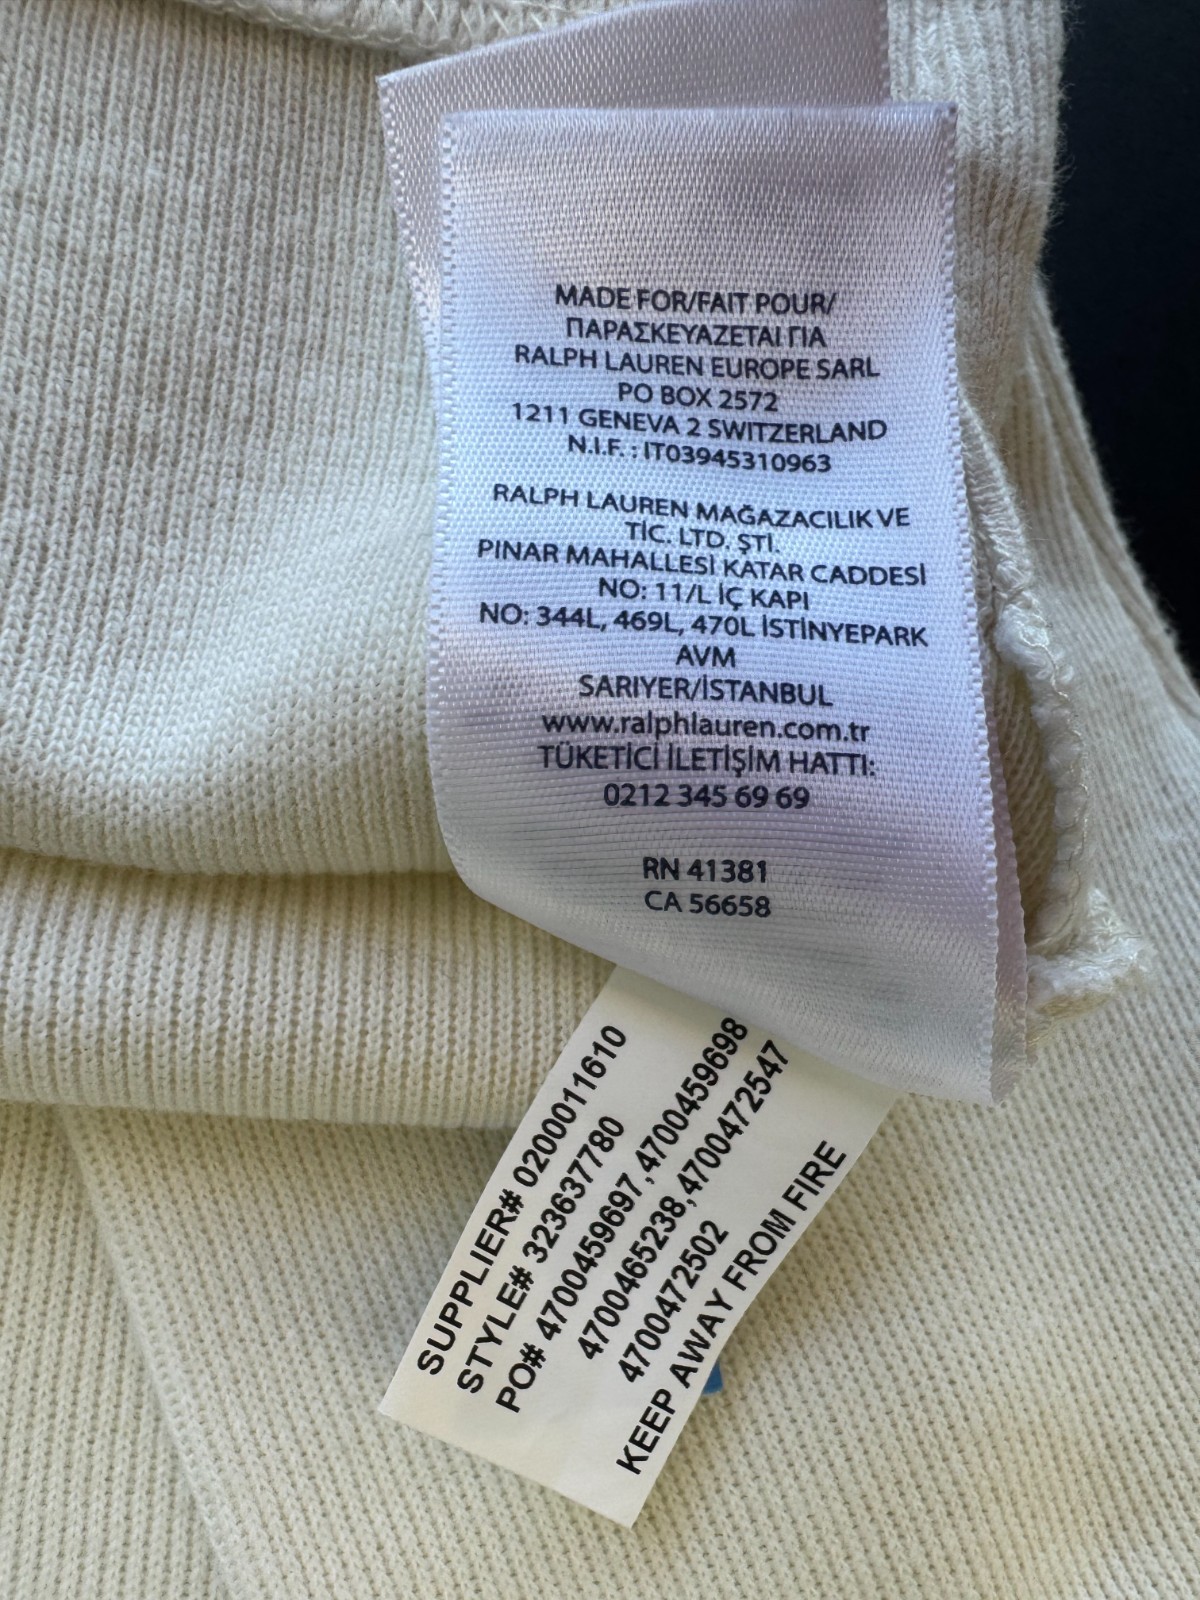 MADE FOR/FAIT POUR/
ΠΑΡΑΣΚΕΥΑΖΕΤΑΙ ΓΙΑ
RALPH LAUREN EUROPE SARL
PO BOX 2572
1211 GENEVA 2 SWITZERLAND
N.I.F. : IT03945310963
RALPH LAUREN MAĞAZACILIK VE
TİC. LTD. ŞTİ.
PINAR MAHALLESİ KATAR CADDESİ
NO: 11/L İÇ KAPI
NO: 344L, 469L, 470L İSTİNYEPARK
AVM
SARIYER/İSTANBUL
www.ralphlauren.com.tr
TÜKETİCİ İLETİŞİM HATTI:
0212 345 69 69
RN 41381
CA 56658
SUPPLIER# 0200011610
STYLE# 323637780
PO# 4700459697,4700459698
4700465238,4700472547
4700472502
KEEP AWAY FROM FIRE